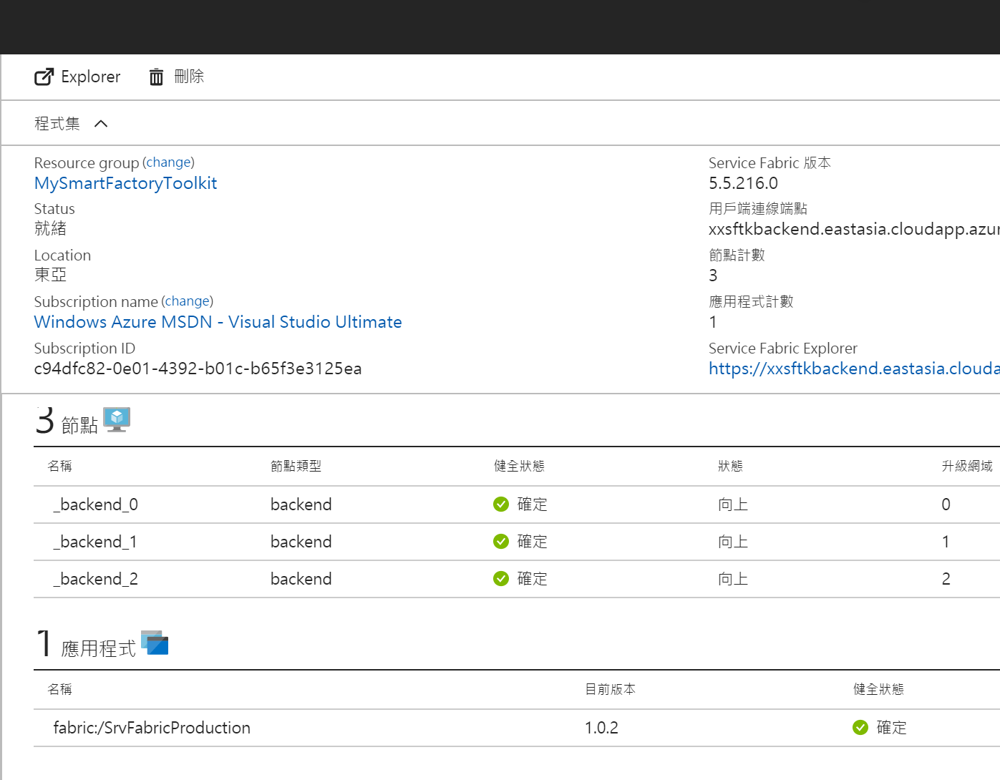 Explorer 刪除
程式集
Resource group (change)
MySmartFactoryToolkit
Status
就緒
Location
東亞
Subscription name (change)
Windows Azure MSDN - Visual Studio Ultimate
Subscription ID
c94dfc82-0e01-4392-b01c-b65f3e3125ea
Service Fabric 版本
5.5.216.0
用戶端連線端點
xxsftkbackend.eastasia.cloudapp.azur
節點計數
3
應用程式計數
1
Service Fabric Explorer
https://xxsftkbackend.eastasia.clouda
3 節點
名稱 節點類型 健全狀態 狀態 升級網域
_backend_0 backend 確定 向上 0
_backend_1 backend 確定 向上 1
_backend_2 backend 確定 向上 2
1 應用程式
名稱 目前版本 健全狀態
fabric:/SrvFabricProduction 1.0.2 確定